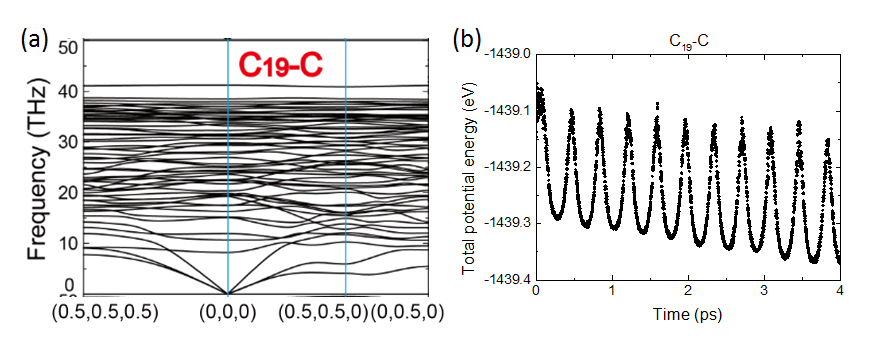 (a)
C19-C
Frequency (THz)
50
40
30
20
10
0
(0.5,0.5,0.5) (0,0,0) (0.5,0.5,0) (0,0.5,0)
(b)
C19-C
Total potential energy (eV)
-1439.0
-1439.1
-1439.2
-1439.3
-1439.4
0 1 2 3 4
Time (ps)